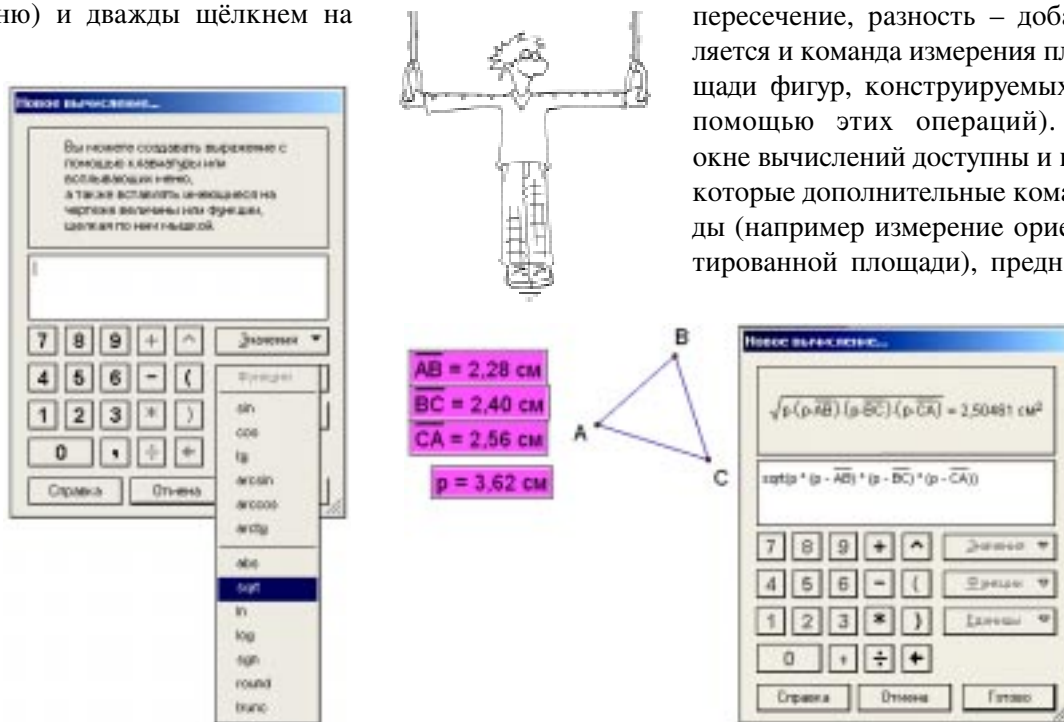 ню) и дважды щёлкнем на
Новое вычисление...
Вы можете создавать выражение с
помощью клавиатуры или
всплывающих меню,
а также вставлять имеющиеся на
чертеже величины или функции,
щелкая по ним мышкой.
7 8 9 + ^ Значения
4 5 6 - ( Функции
1 2 3 * )
0 , ÷ ←
Справка Отмена
sin
cos
tg
arcsin
arccos
arctg
abs
sqrt
ln
log
sgn
round
trunc
пересечение, разность – доба
ляется и команда измерения пл
щади фигур, конструируемых
помощью этих операций).
окне вычислений доступны и
которые дополнительные кома
ды (например измерение орие
тированной площади), предн
AB = 2,28 см
BC = 2,40 см
CA = 2,56 см
p = 3,62 см
B
A
C
Новое вычисление...
√p·(p-AB)·(p-BC)·(p-CA) = 2,50461 см²
sqrt(p * (p - AB) * (p - BC) * (p - CA))
7 8 9 + ^ Значения
4 5 6 - ( Функции
1 2 3 * ) Единицы
0 , ÷ ←
Справка Отмена Готово